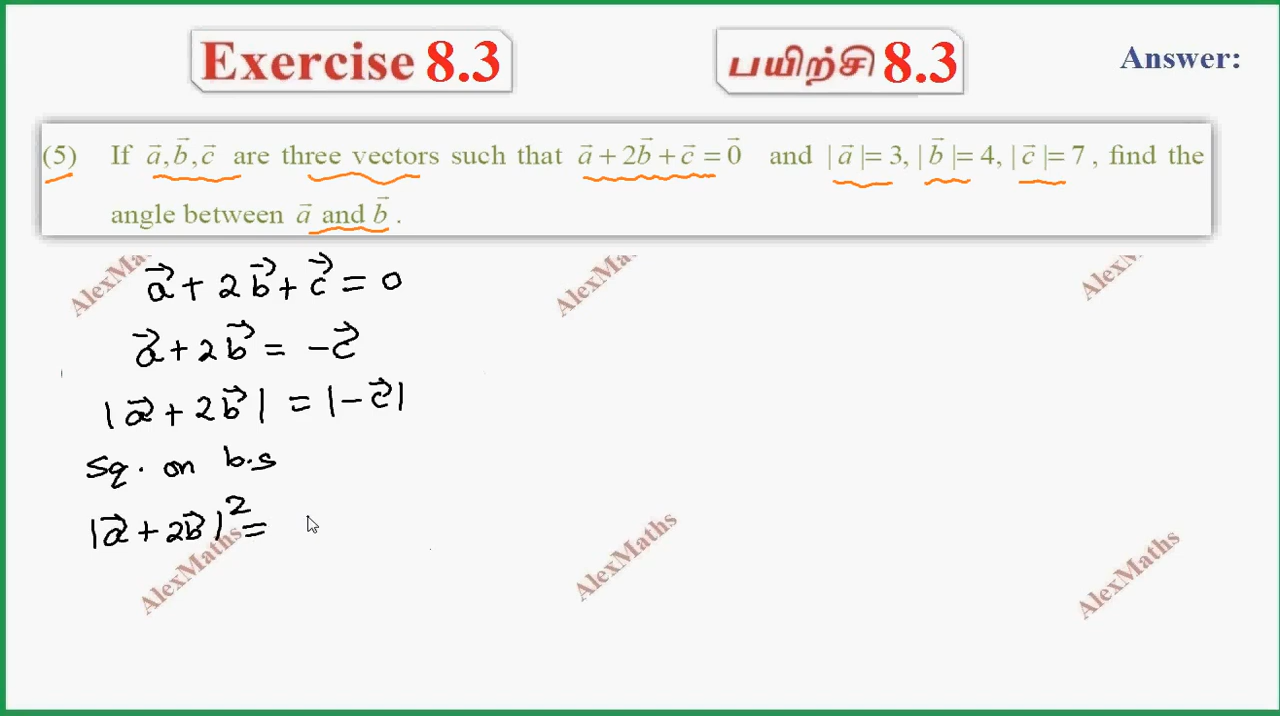 Exercise 8.3
பயிற்சி 8.3
Answer:
(5) If a⃗, b⃗, c⃗ are three vectors such that a⃗ + 2b⃗ + c⃗ = 0⃗ and | a⃗ |= 3, | b⃗ |= 4, | c⃗ |= 7 , find the
angle between a⃗ and b⃗ .
AlexMaths
AlexMaths
AlexMaths
a⃗ + 2b⃗ + c⃗ = 0
a⃗ + 2b⃗ = -c⃗
|a⃗ + 2b⃗| = |-c⃗|
Sq. on b.s
|a⃗ + 2b⃗|² =
AlexMaths
AlexMaths
AlexMaths